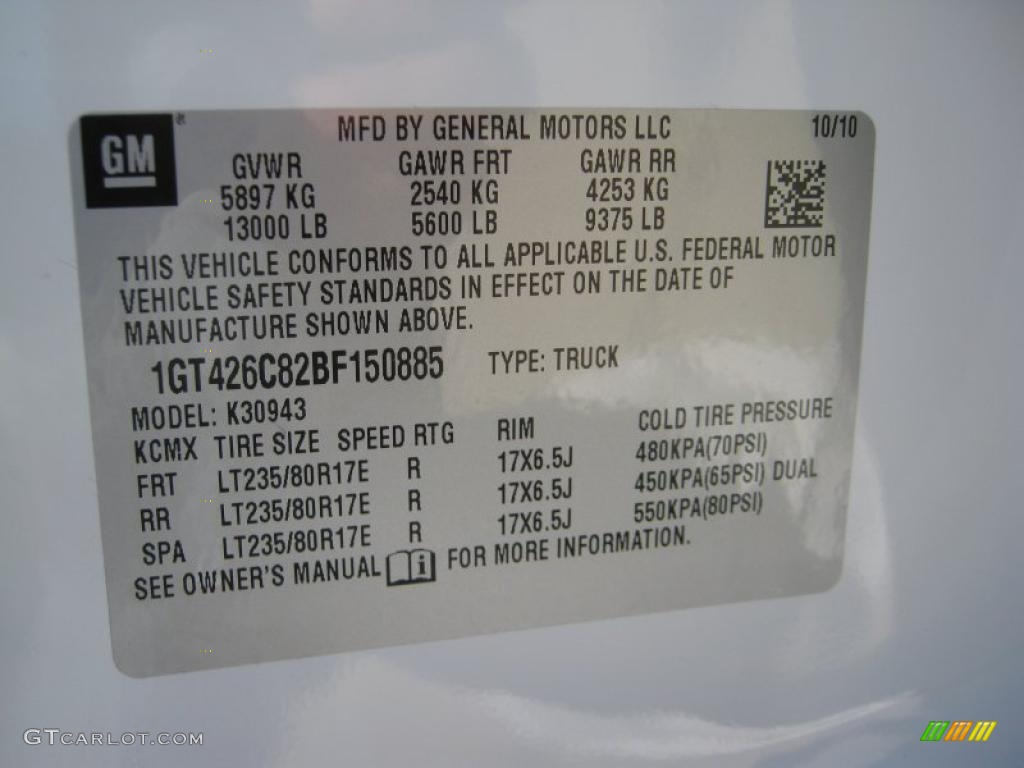 GM® MFD BY GENERAL MOTORS LLC 10/10
GVWR GAWR FRT GAWR RR
5897 KG 2540 KG 4253 KG
13000 LB 5600 LB 9375 LB
THIS VEHICLE CONFORMS TO ALL APPLICABLE U.S. FEDERAL MOTOR
VEHICLE SAFETY STANDARDS IN EFFECT ON THE DATE OF
MANUFACTURE SHOWN ABOVE.
1GT426C82BF150885 TYPE: TRUCK
MODEL: K30943
KCMX TIRE SIZE SPEED RTG RIM COLD TIRE PRESSURE
FRT LT235/80R17E R 17X6.5J 480KPA(70PSI)
RR LT235/80R17E R 17X6.5J 450KPA(65PSI) DUAL
SPA LT235/80R17E R 17X6.5J 550KPA(80PSI)
SEE OWNER'S MANUAL i FOR MORE INFORMATION.
GTCARLOT.COM